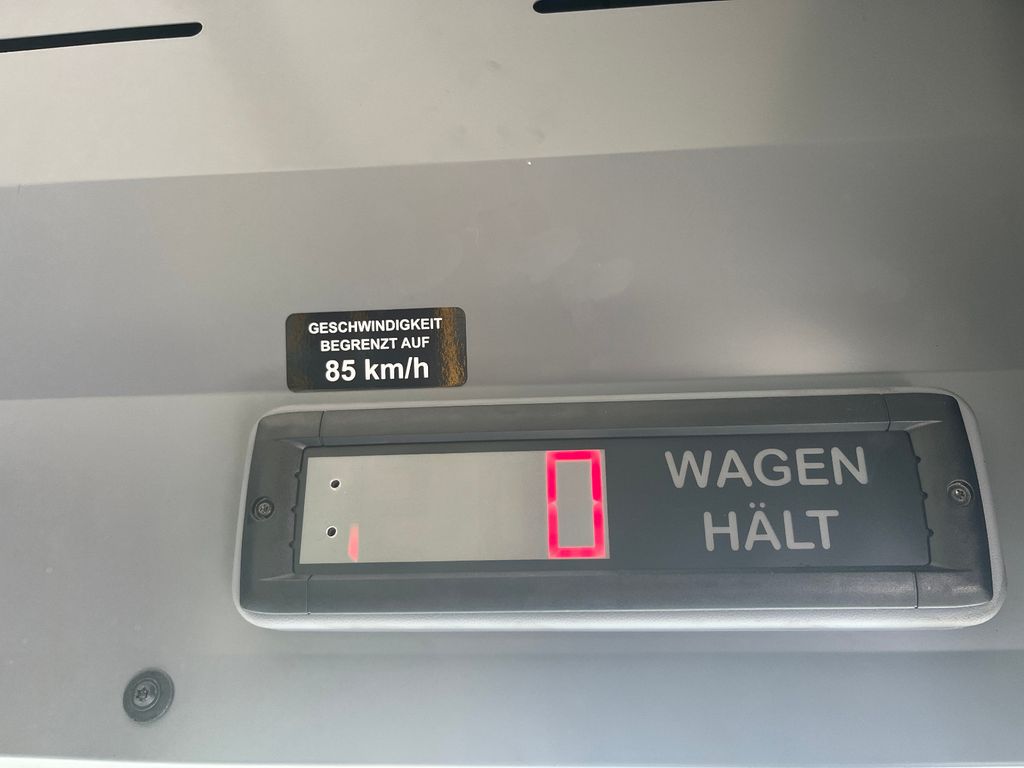 GESCHWINDIGKEIT
BEGRENZT AUF
85 km/h
0
WAGEN
HÄLT